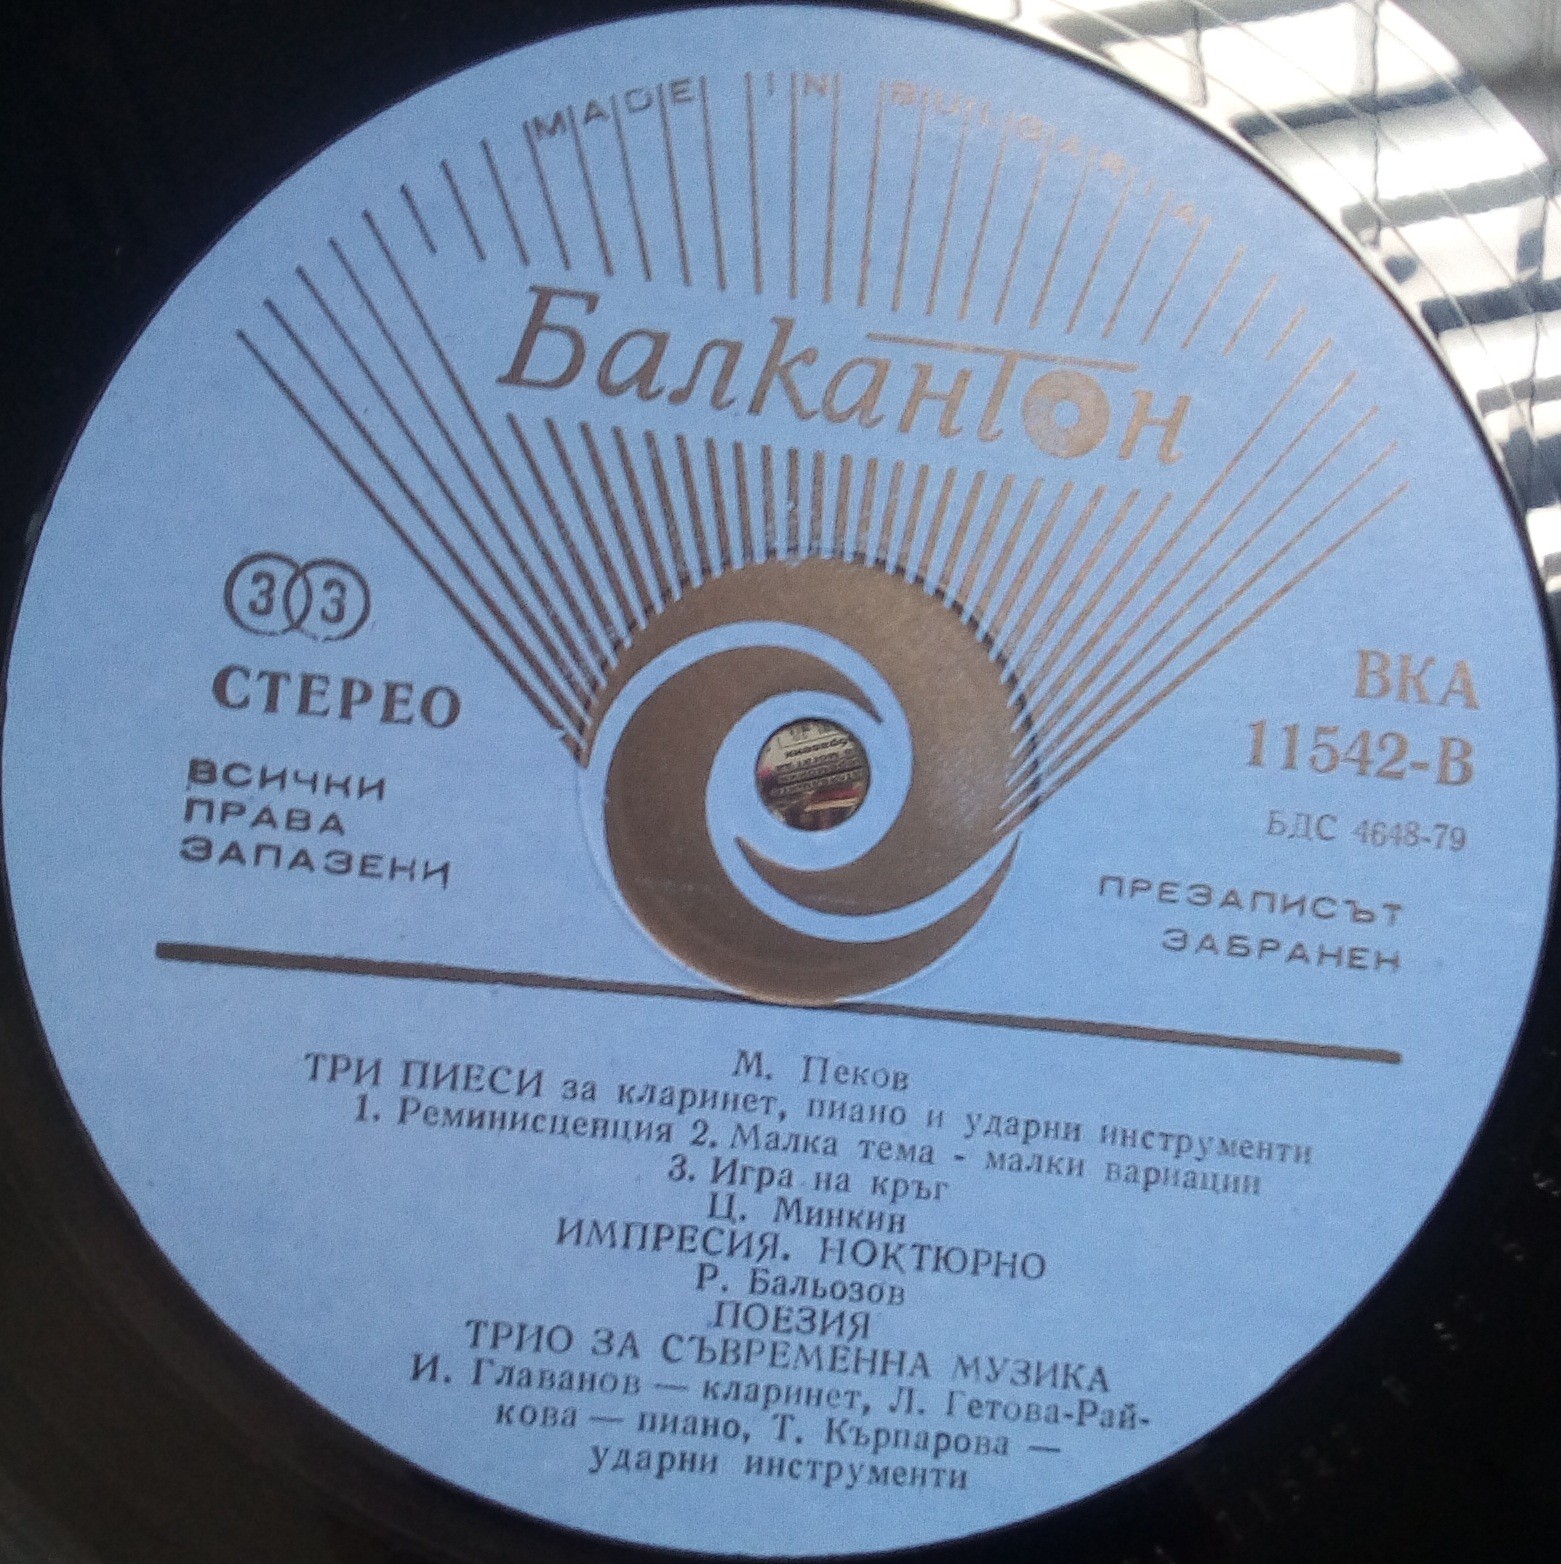 MADE IN BULGARIA
Балкантон
33
СТЕРЕО
ВСИЧКИ
ПРАВА
ЗАПАЗЕНИ
ВКА
11542-В
БДС 4648-79
ПРЕЗАПИСЪТ
ЗАБРАНЕН
М. Пеков
ТРИ ПИЕСИ за кларинет, пиано и ударни инструменти
1. Реминисценция 2. Малка тема - малки вариации
3. Игра на кръг
Ц. Минкин
ИМПРЕСИЯ. НОКТЮРНО
Р. Бальозов
ПОЕЗИЯ
ТРИО ЗА СЪВРЕМЕННА МУЗИКА
И. Главанов — кларинет, Л. Гетова-Рай-
кова — пиано, Т. Кърпарова —
ударни инструменти